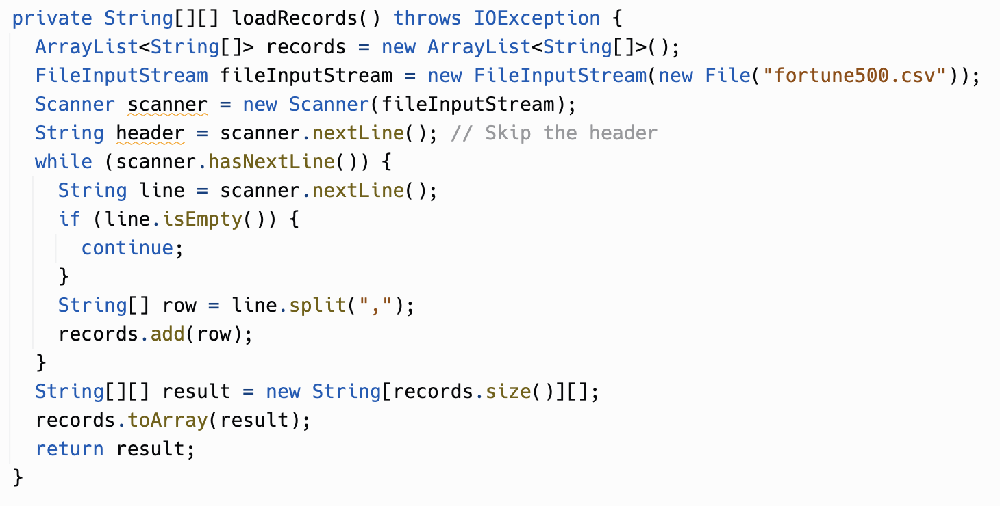 private String[][] loadRecords() throws IOException {
  ArrayList<String[]> records = new ArrayList<String[]>();
  FileInputStream fileInputStream = new FileInputStream(new File("fortune500.csv"));
  Scanner scanner = new Scanner(fileInputStream);
  String header = scanner.nextLine(); // Skip the header
  while (scanner.hasNextLine()) {
    String line = scanner.nextLine();
    if (line.isEmpty()) {
      continue;
    }
    String[] row = line.split(",");
    records.add(row);
  }
  String[][] result = new String[records.size()][];
  records.toArray(result);
  return result;
}